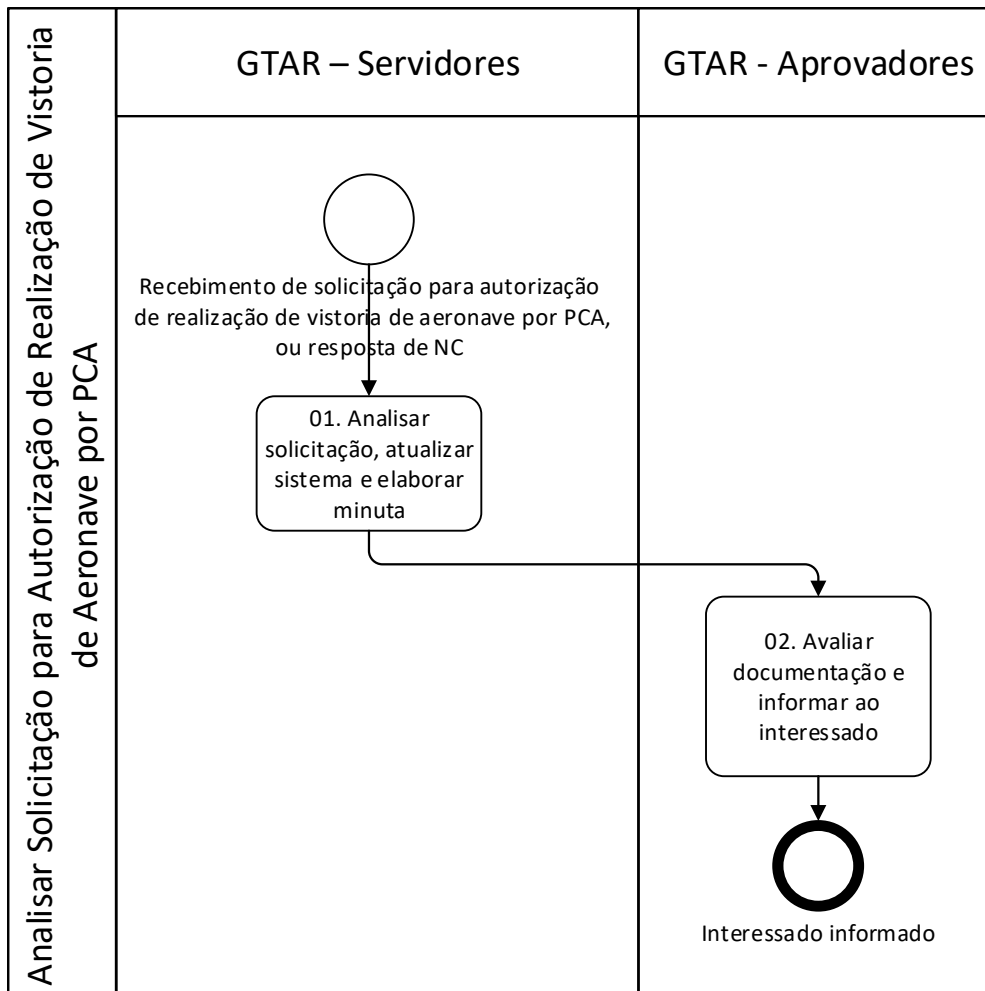 Analisar Solicitação para Autorização de Realização de Vistoria
de Aeronave por PCA
GTAR – Servidores
GTAR - Aprovadores
Recebimento de solicitação para autorização
de realização de vistoria de aeronave por PCA,
ou resposta de NC
01. Analisar
solicitação, atualizar
sistema e elaborar
minuta
02. Avaliar
documentação e
informar ao
interessado
Interessado informado